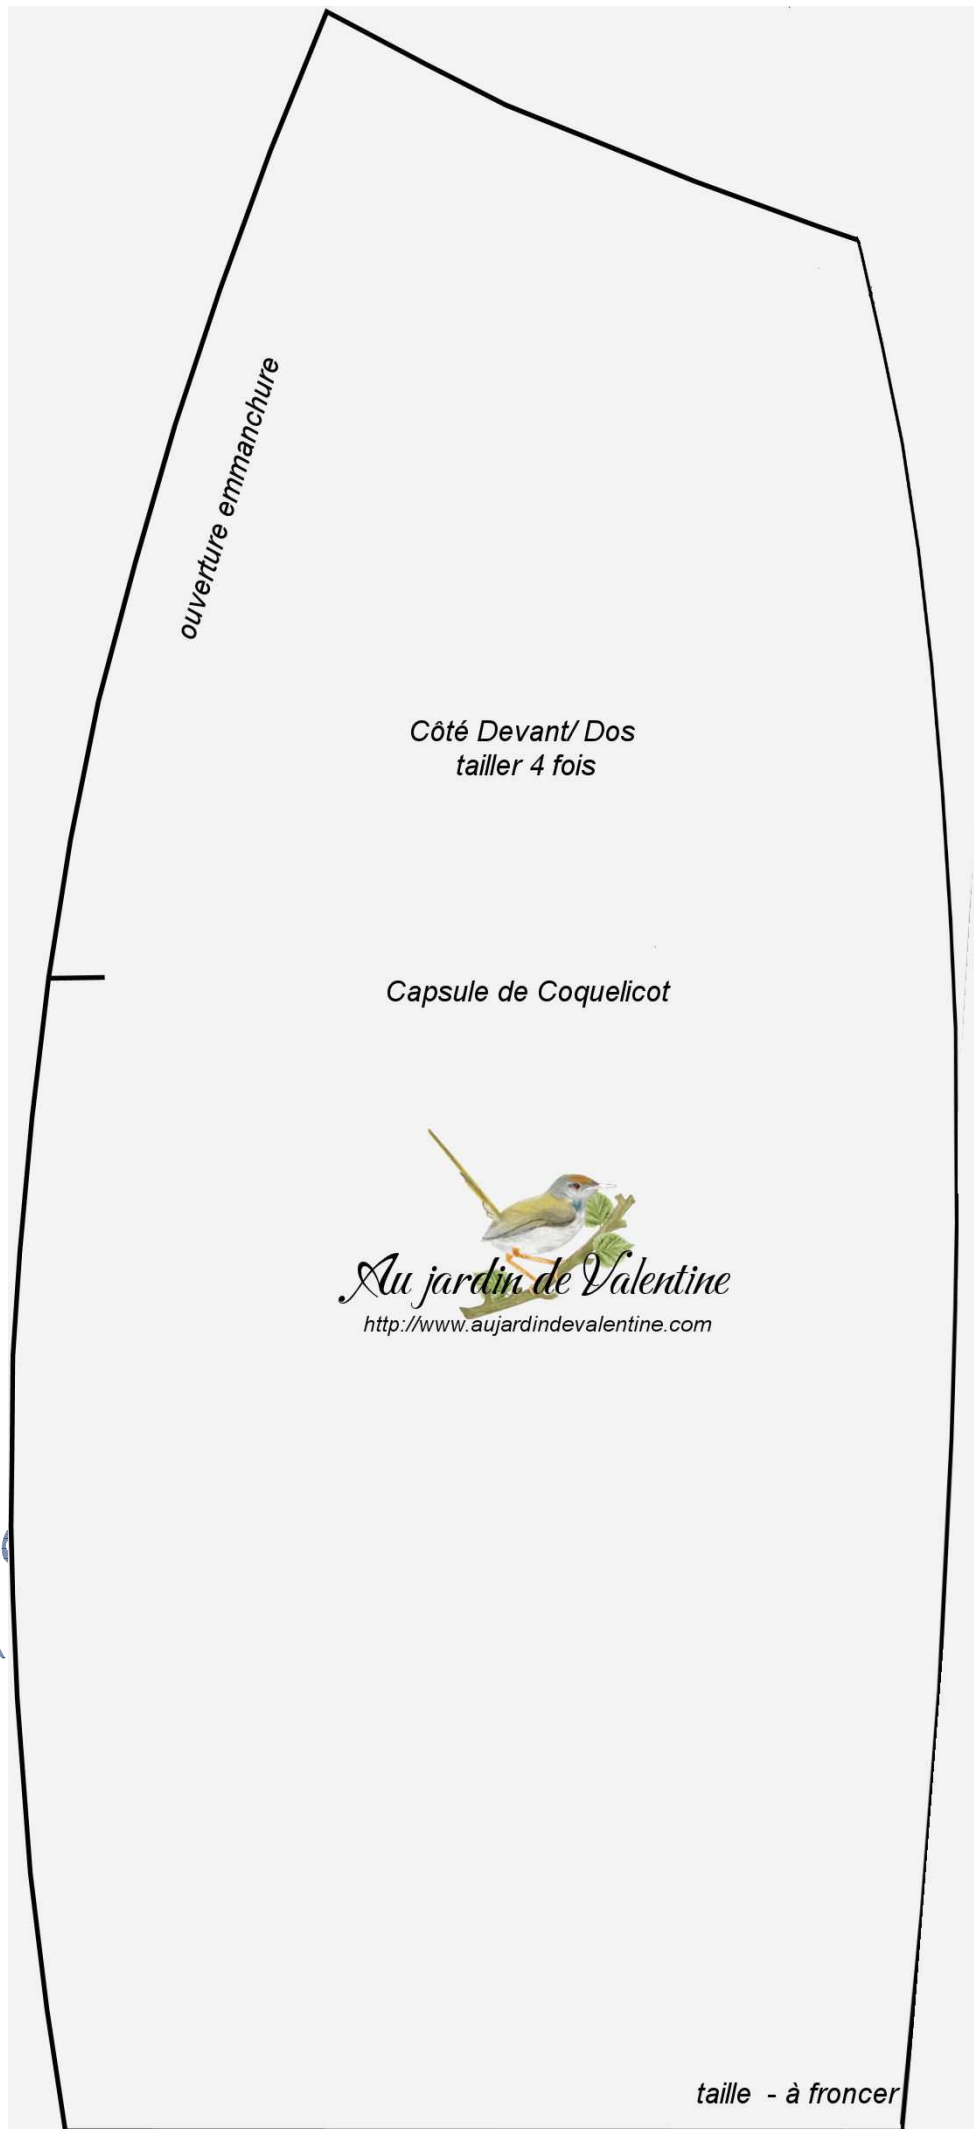 ouverture emmanchure
Côté Devant/ Dos
tailler 4 fois
Capsule de Coquelicot
Au jardin de Valentine
http://www.aujardindevalentine.com
taille - à froncer